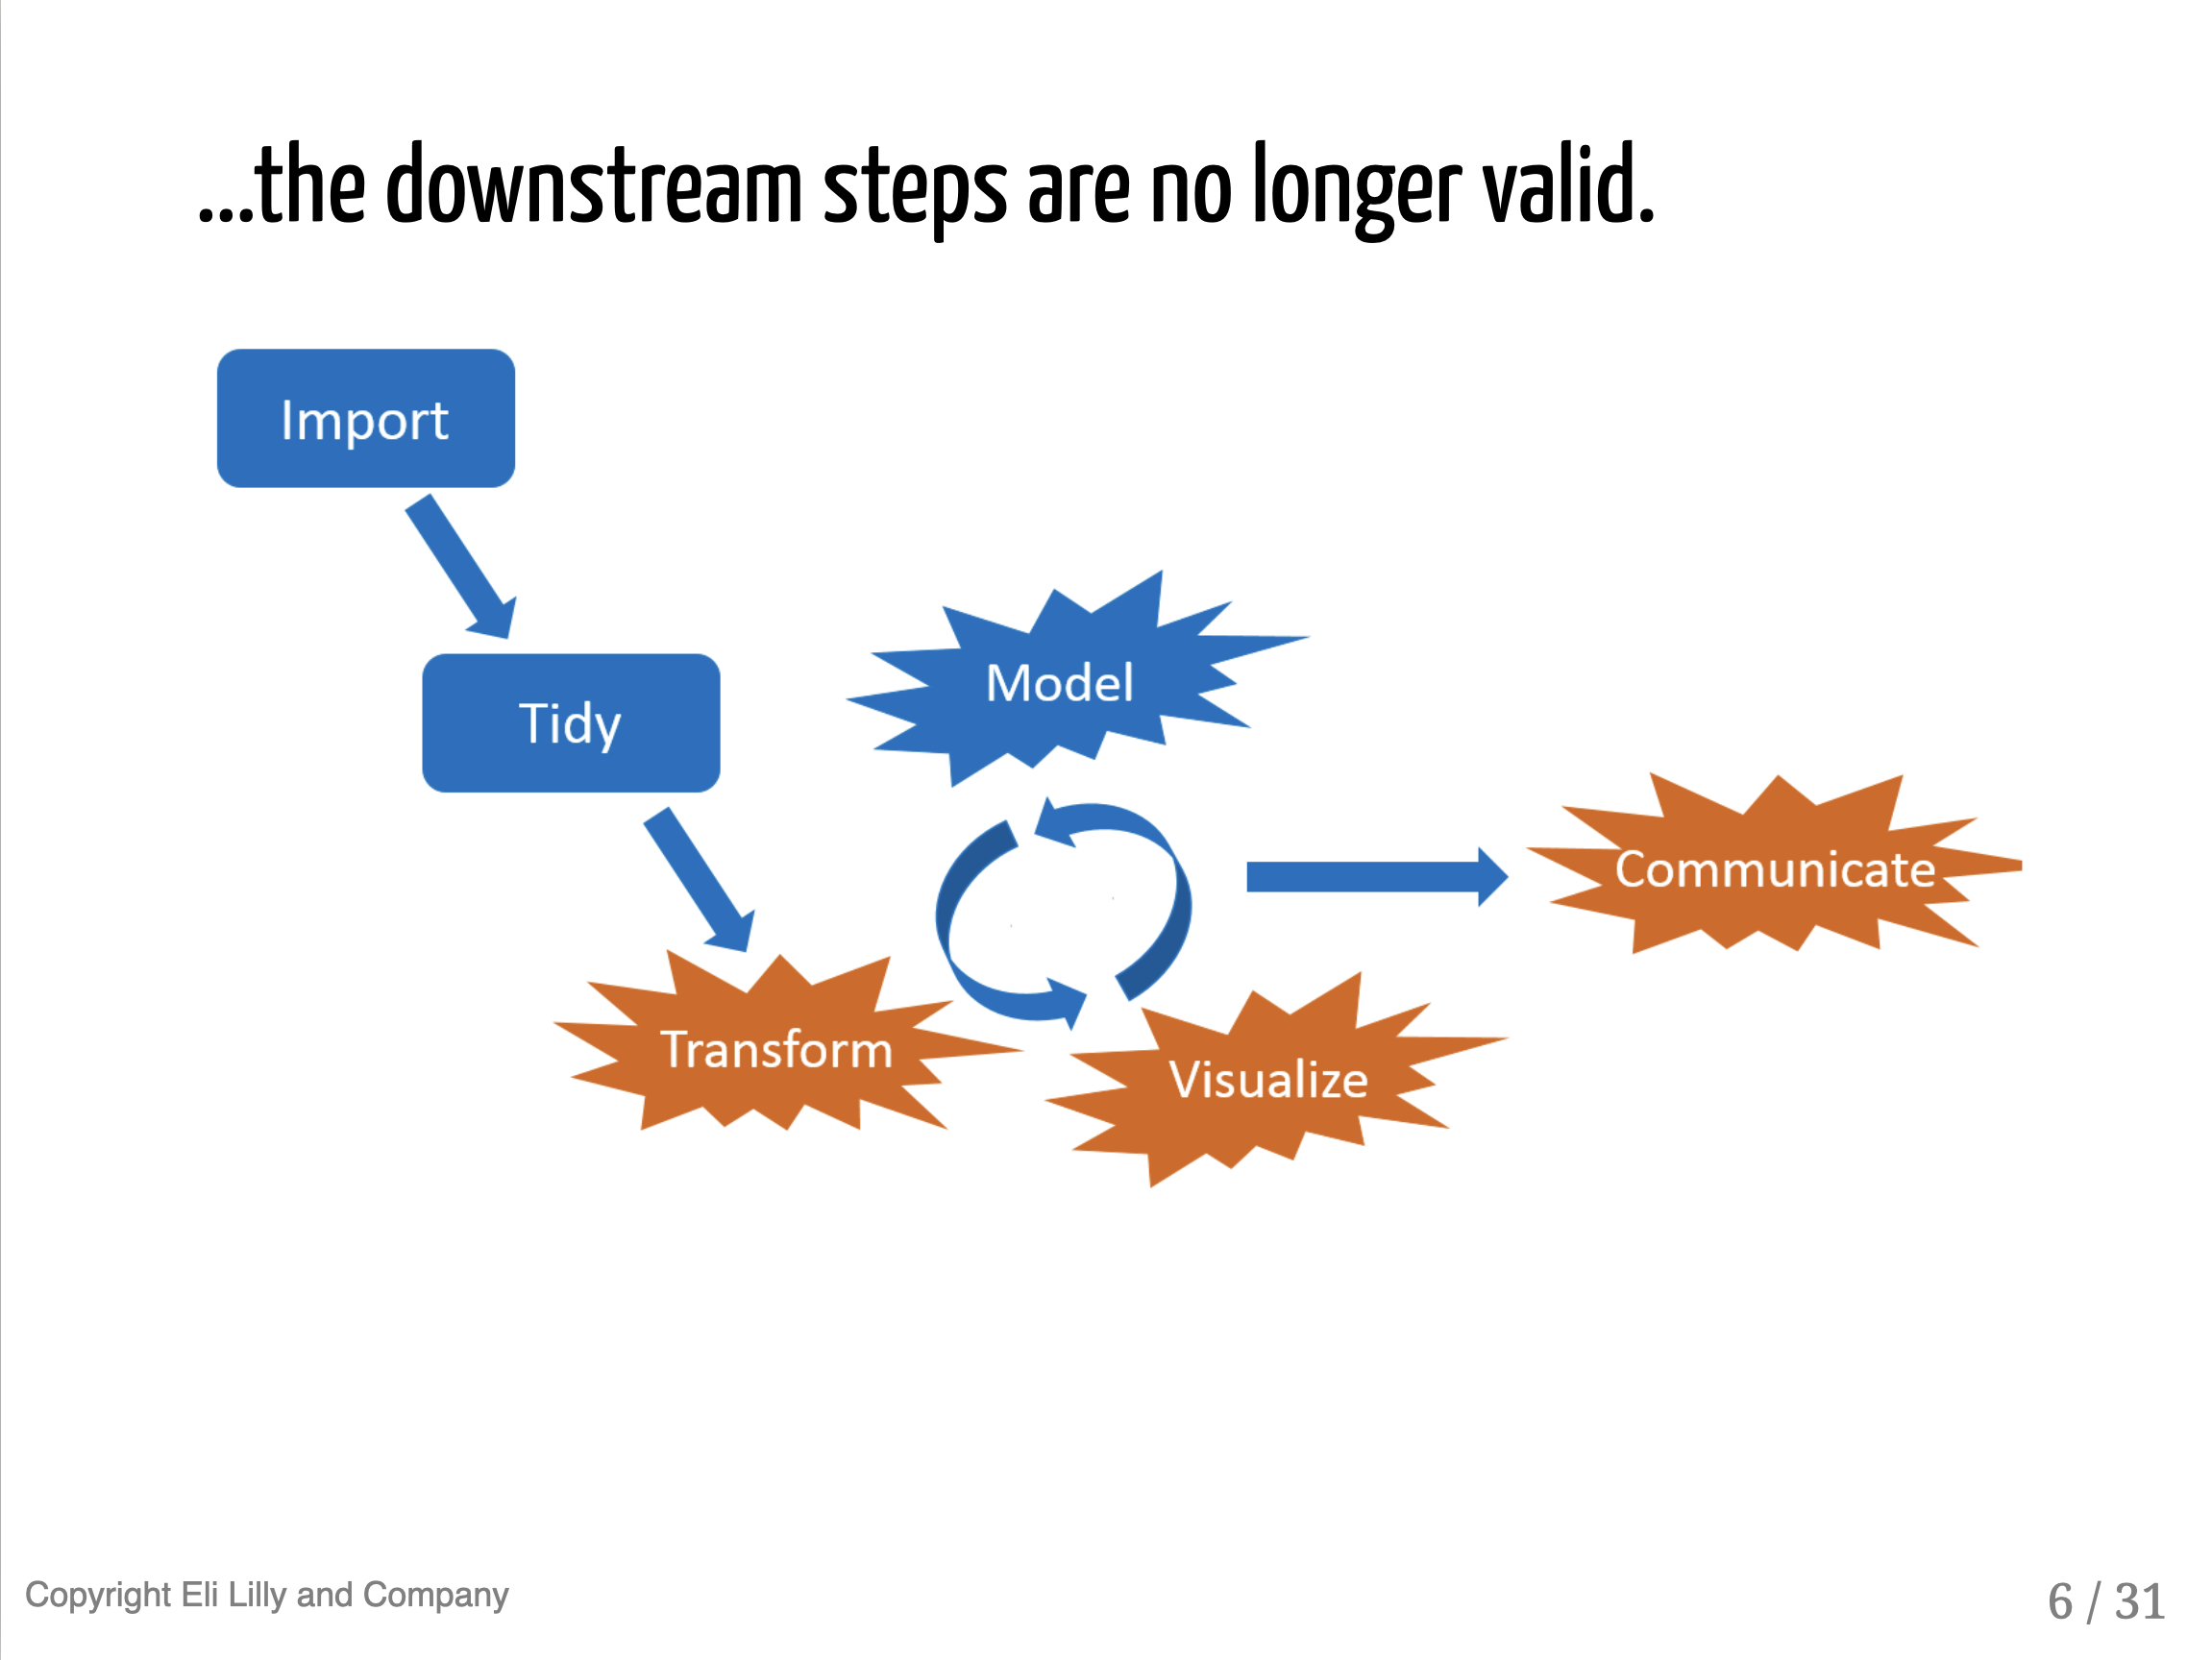 ...the downstream steps are no longer valid.
Import
Tidy
Model
Communicate
Transform
Visualize
Copyright Eli Lilly and Company
6 / 31